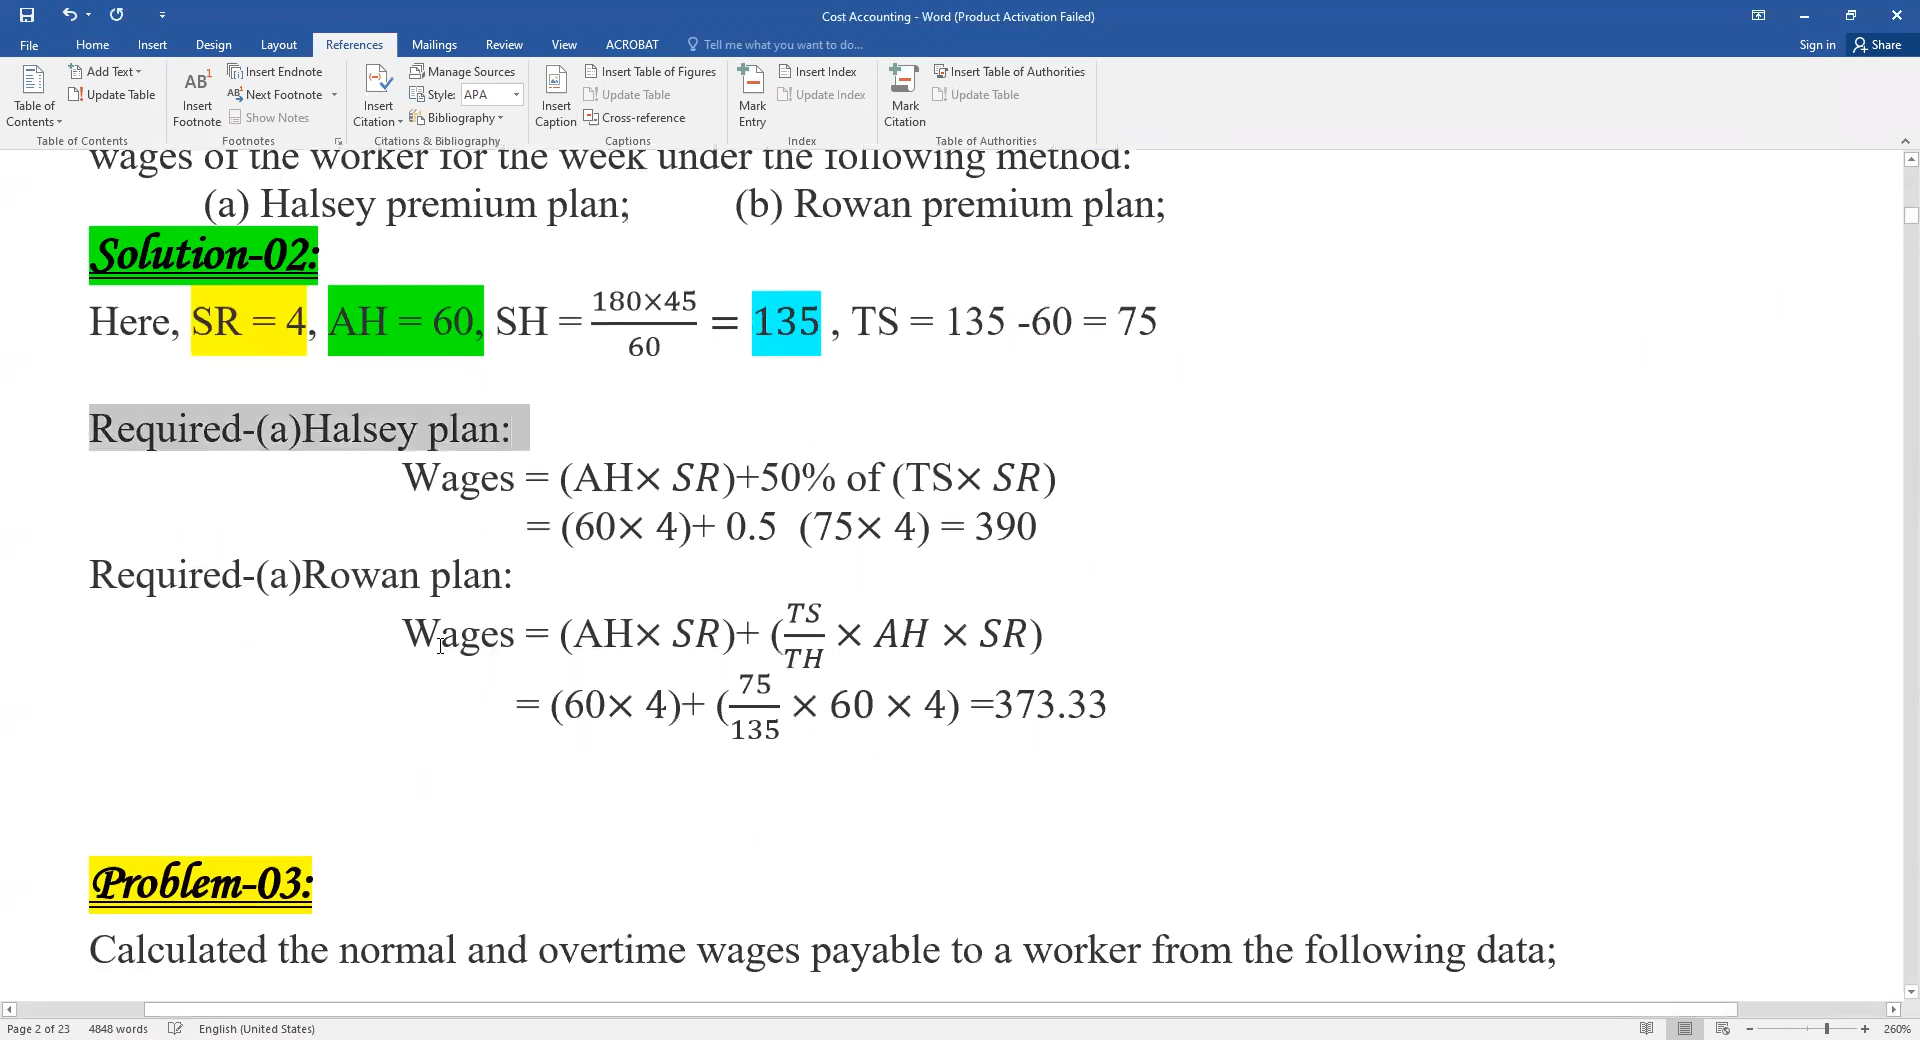 Cost Accounting - Word (Product Activation Failed)
File Home Insert Design Layout References Mailings Review View ACROBAT Tell me what you want to do... Sign in Share
Table of Contents
Add Text
Update Table
Table of Contents
AB1 Insert Footnote
Insert Endnote
Next Footnote
Show Notes
Footnotes
Insert Citation
Manage Sources
Style: APA
Bibliography
Citations & Bibliography
Insert Caption
Insert Table of Figures
Update Table
Cross-reference
Captions
Mark Entry
Insert Index
Update Index
Index
Mark Citation
Insert Table of Authorities
Update Table
Table of Authorities
wages of the worker for the week under the following method:
(a) Halsey premium plan; (b) Rowan premium plan;
Solution-02:
Here, SR = 4, AH = 60, SH = 180×45/60 = 135 , TS = 135 -60 = 75
Required-(a)Halsey plan:
Wages = (AH× SR)+50% of (TS× SR)
= (60× 4)+ 0.5 (75× 4) = 390
Required-(a)Rowan plan:
Wages = (AH× SR)+ (TS/TH × AH × SR)
= (60× 4)+ (75/135 × 60 × 4) =373.33
Problem-03:
Calculated the normal and overtime wages payable to a worker from the following data;
Page 2 of 23 4848 words English (United States) 260%